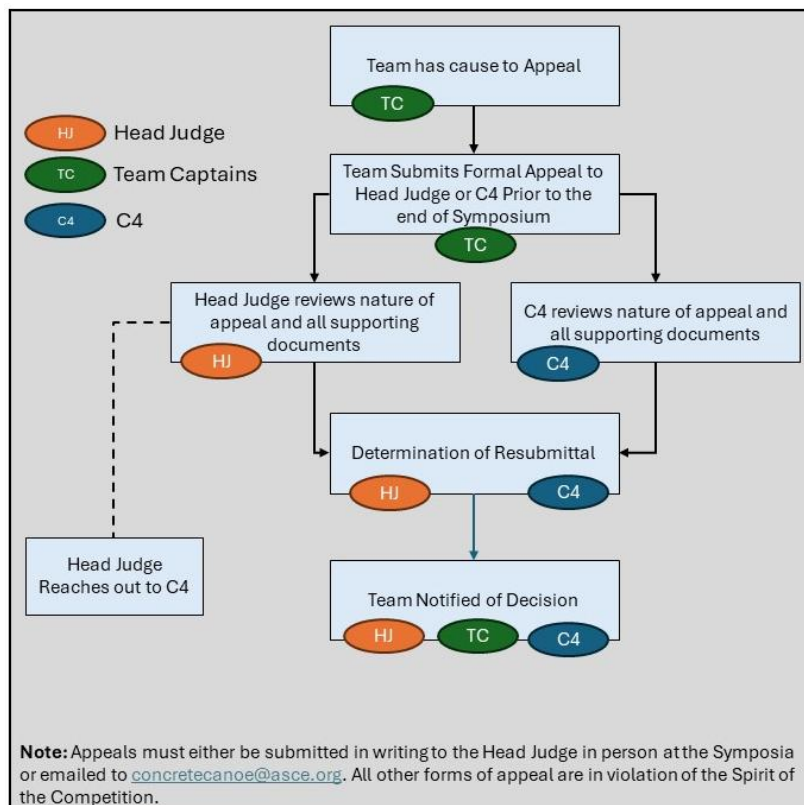 Team has cause to Appeal
TC
HJ Head Judge
TC Team Captains
C4 C4
Team Submits Formal Appeal to
Head Judge or C4 Prior to the
end of Symposium
TC
Head Judge reviews nature of
appeal and all supporting
documents
HJ
C4 reviews nature of appeal and
all supporting documents
C4
Determination of Resubmittal
HJ
C4
Head Judge
Reaches out to C4
Team Notified of Decision
HJ
TC
C4
Note: Appeals must either be submitted in writing to the Head Judge in person at the Symposia
or emailed to concretecanoe@asce.org. All other forms of appeal are in violation of the Spirit of
the Competition.